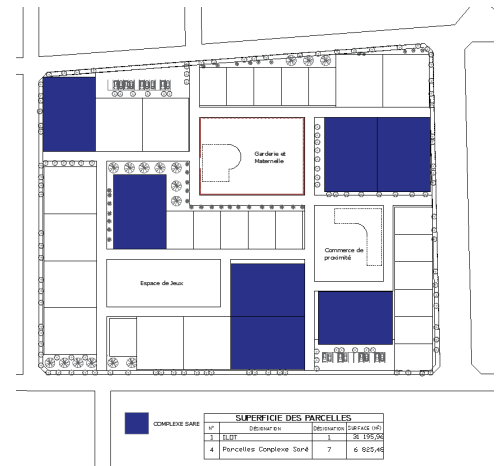 Garderie et
Maternelle
Commerce de
proximité
Espace de Jeux
COMPLEXE SARE
SUPERFICIE DES PARCELLES
N° DÉSIGNATION DÉSIGNATION SURFACE (M²)
1 ILOT 1 31 195,96
4 Parcelles Complexe Saré 7 6 825,48